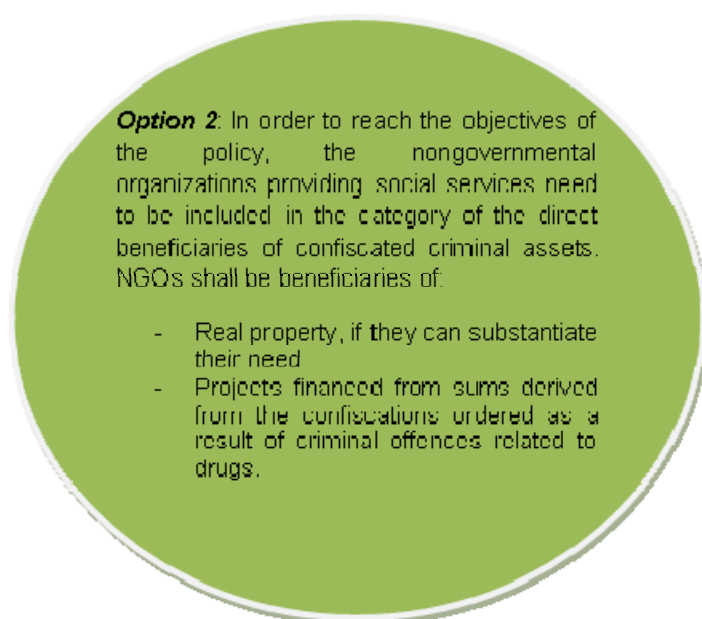 Option 2: In order to reach the objectives of
the policy, the nongovernmental
organizations providing social services need
to be included in the category of the direct
beneficiaries of confiscated criminal assets.
NGOs shall be beneficiaries of:
- Real property, if they can substantiate
their need
- Projects financed from sums derived
from the confiscations ordered as a
result of criminal offences related to
drugs.